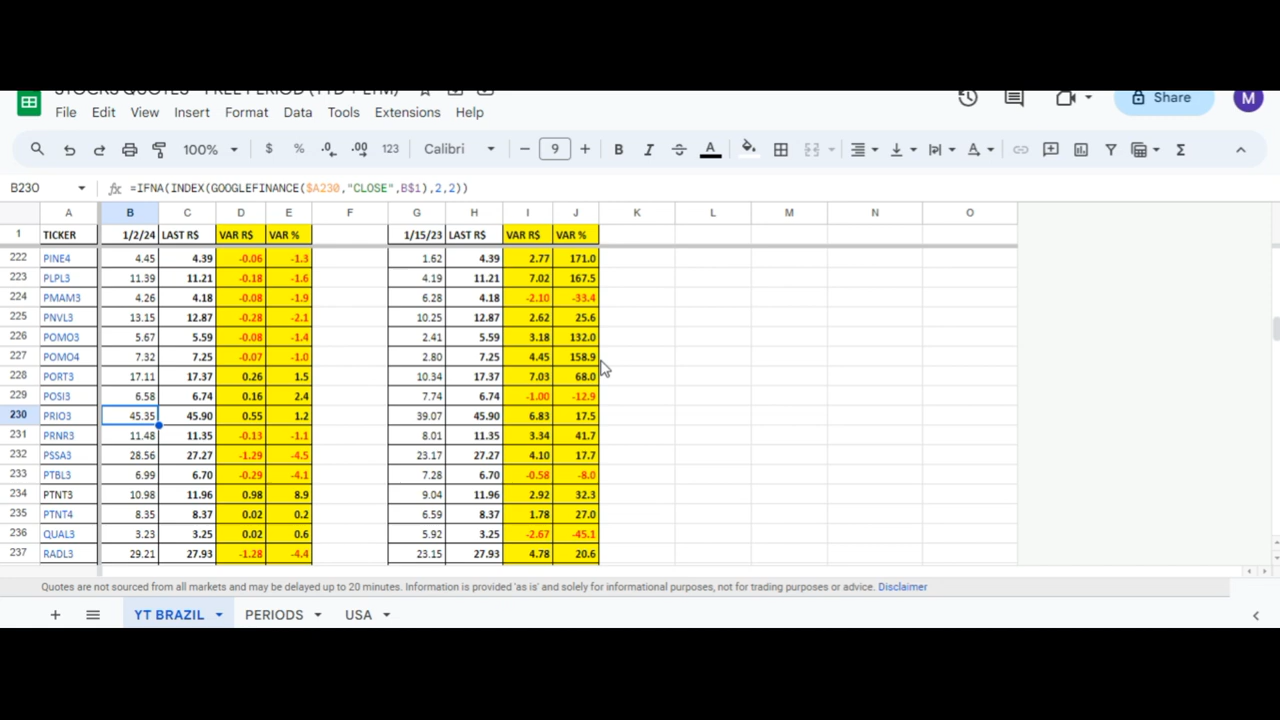 STOCKS QUOTES - FREE PERIOD (YTD + LTM)
File Edit View Insert Format Data Tools Extensions Help
Share M
100% $ % .0 .00 123 Calibri − 9 + B I A Σ
B230 fx =IFNA(INDEX(GOOGLEFINANCE($A230,"CLOSE",B$1),2,2))
A B C D E F G H I J K L M N O
1 TICKER 1/2/24 LAST R$ VAR R$ VAR % 1/15/23 LAST R$ VAR R$ VAR %
222 PINE4 4.45 4.39 -0.06 -1.3 1.62 4.39 2.77 171.0
223 PLPL3 11.39 11.21 -0.18 -1.6 4.19 11.21 7.02 167.5
224 PMAM3 4.26 4.18 -0.08 -1.9 6.28 4.18 -2.10 -33.4
225 PNVL3 13.15 12.87 -0.28 -2.1 10.25 12.87 2.62 25.6
226 POMO3 5.67 5.59 -0.08 -1.4 2.41 5.59 3.18 132.0
227 POMO4 7.32 7.25 -0.07 -1.0 2.80 7.25 4.45 158.9
228 PORT3 17.11 17.37 0.26 1.5 10.34 17.37 7.03 68.0
229 POSI3 6.58 6.74 0.16 2.4 7.74 6.74 -1.00 -12.9
230 PRIO3 45.35 45.90 0.55 1.2 39.07 45.90 6.83 17.5
231 PRNR3 11.48 11.35 -0.13 -1.1 8.01 11.35 3.34 41.7
232 PSSA3 28.56 27.27 -1.29 -4.5 23.17 27.27 4.10 17.7
233 PTBL3 6.99 6.70 -0.29 -4.1 7.28 6.70 -0.58 -8.0
234 PTNT3 10.98 11.96 0.98 8.9 9.04 11.96 2.92 32.3
235 PTNT4 8.35 8.37 0.02 0.2 6.59 8.37 1.78 27.0
236 QUAL3 3.23 3.25 0.02 0.6 5.92 3.25 -2.67 -45.1
237 RADL3 29.21 27.93 -1.28 -4.4 23.15 27.93 4.78 20.6
Quotes are not sourced from all markets and may be delayed up to 20 minutes. Information is provided 'as is' and solely for informational purposes, not for trading purposes or advice. Disclaimer
+ YT BRAZIL PERIODS USA